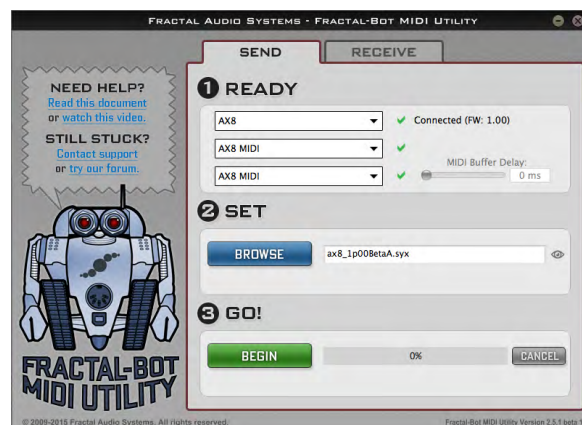 FRACTAL AUDIO SYSTEMS - FRACTAL-BOT MIDI UTILITY
SEND
RECEIVE
NEED HELP?
Read this document
or watch this video.
STILL STUCK?
Contact support
or try our forum.
1 READY
AX8
Connected (FW: 1.00)
AX8 MIDI
AX8 MIDI
MIDI Buffer Delay:
0 ms
2 SET
BROWSE
ax8_1p00BetaA.syx
3 GO!
BEGIN
0%
CANCEL
FRACTAL-BOT
MIDI UTILITY
© 2009-2015 Fractal Audio Systems. All rights reserved.
Fractal-Bot MIDI Utility Version 2.5.1 beta 1